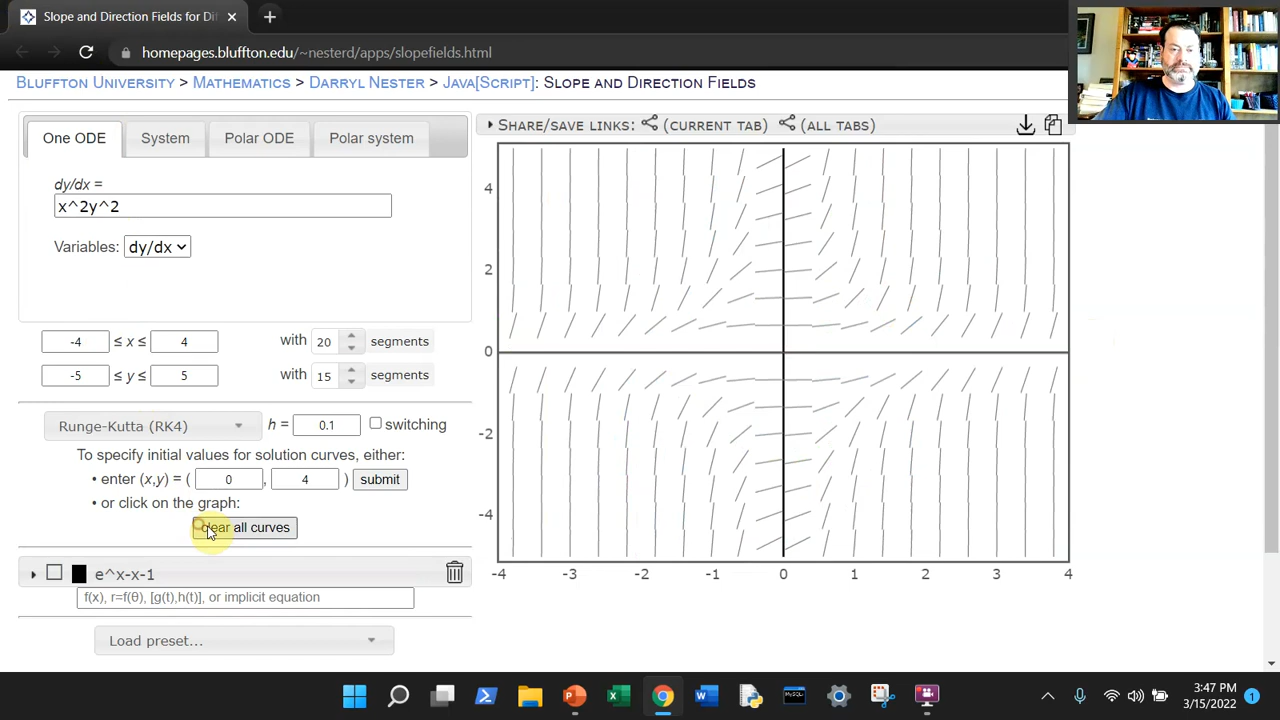 Slope and Direction Fields for Dif
homepages.bluffton.edu/~nesterd/apps/slopefields.html
BLUFFTON UNIVERSITY > MATHEMATICS > DARRYL NESTER > JAVA[SCRIPT]: SLOPE AND DIRECTION FIELDS
One ODE System Polar ODE Polar system
SHARE/SAVE LINKS: (CURRENT TAB) (ALL TABS)
dy/dx =
x^2y^2
Variables: dy/dx
-4 ≤ x ≤ 4 with 20 segments
-5 ≤ y ≤ 5 with 15 segments
Runge-Kutta (RK4) h = 0.1 switching
To specify initial values for solution curves, either:
• enter (x,y) = ( 0 , 4 ) submit
• or click on the graph:
clear all curves
e^x-x-1
f(x), r=f(θ), [g(t),h(t)], or implicit equation
Load preset...
4
2
0
-2
-4
-4 -3 -2 -1 0 1 2 3 4
3:47 PM
3/15/2022
1